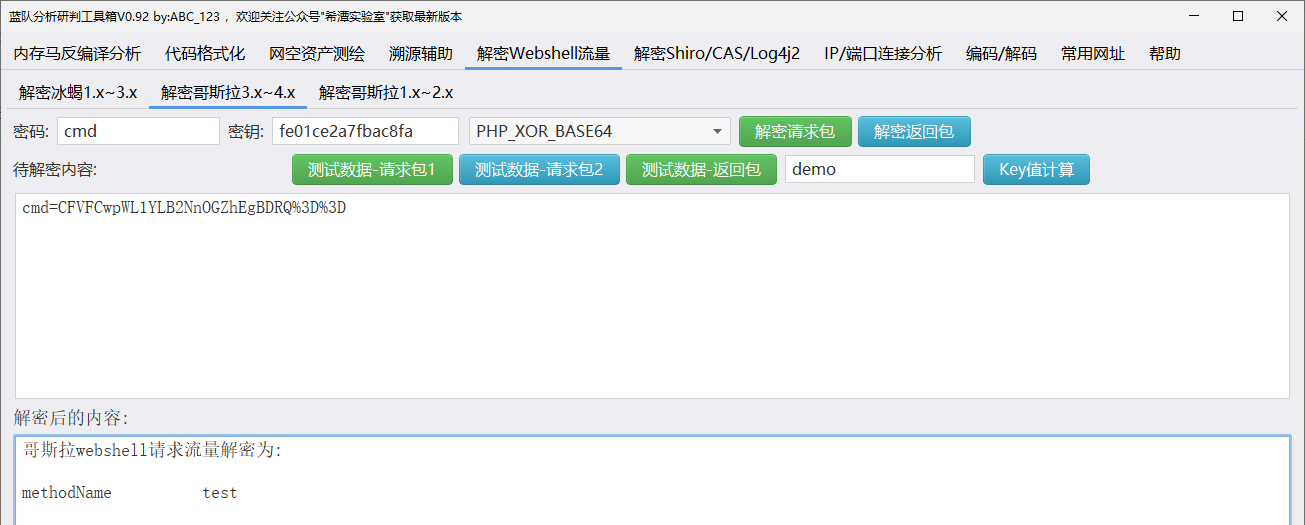 蓝队分析研判工具箱V0.92 by:ABC_123 ，欢迎关注公众号"希潭实验室"获取最新版本
内存马反编译分析 代码格式化 网空资产测绘 溯源辅助 解密Webshell流量 解密Shiro/CAS/Log4j2 IP/端口连接分析 编码/解码 常用网址 帮助
解密冰蝎1.x~3.x 解密哥斯拉3.x~4.x 解密哥斯拉1.x~2.x
密码: cmd 密钥: fe01ce2a7fbac8fa PHP_XOR_BASE64 解密请求包 解密返回包
待解密内容: 测试数据-请求包1 测试数据-请求包2 测试数据-返回包 demo Key值计算
cmd=CFVFCwpWL1YLB2NnOGZhEgBDRQ%3D%3D
解密后的内容:
哥斯拉webshell请求流量解密为:
methodName test